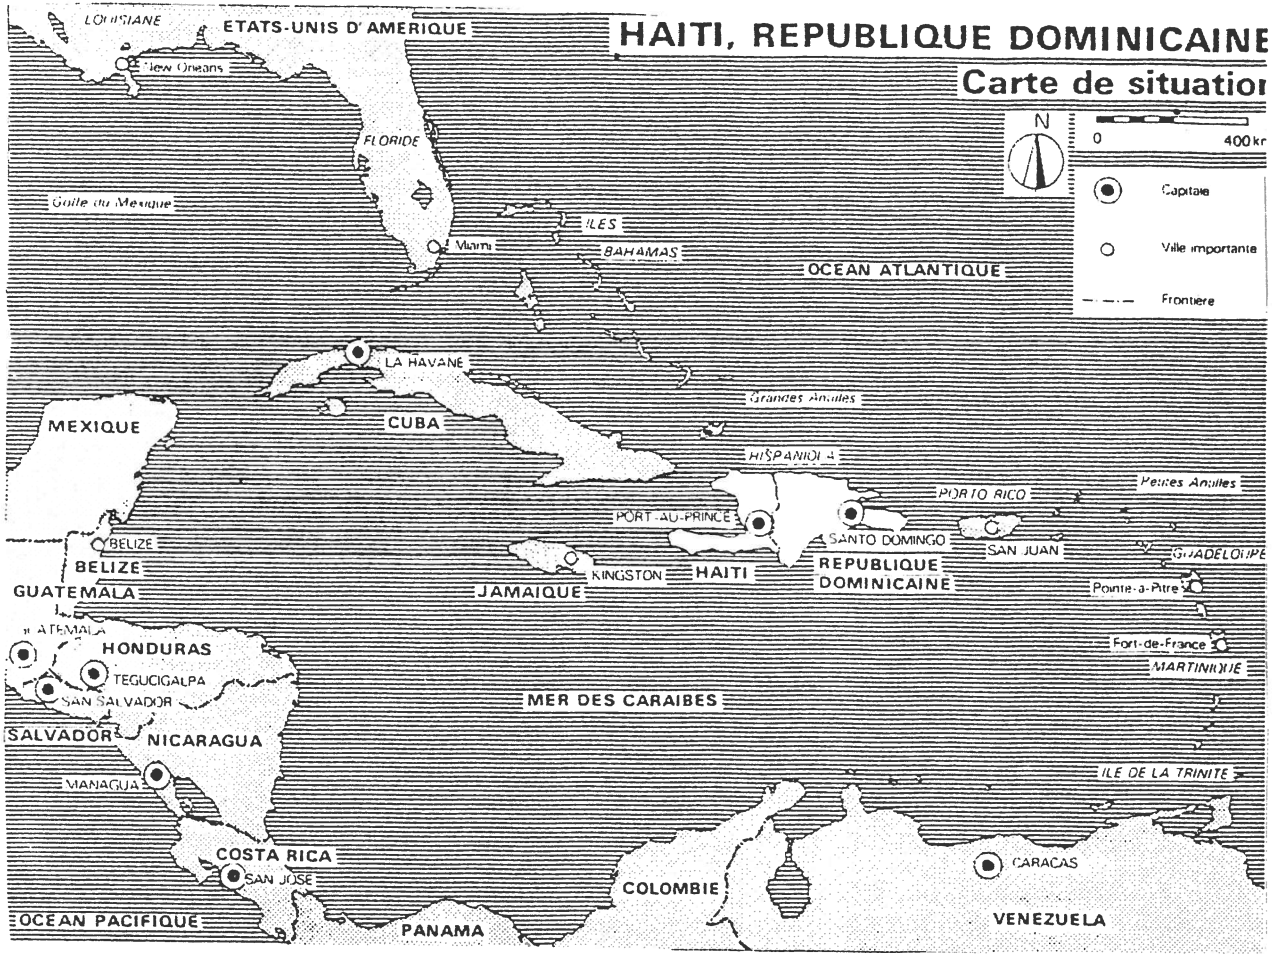 LOUISIANE
ETATS-UNIS D'AMERIQUE
HAITI, REPUBLIQUE DOMINICAINE
Carte de situation
New Orleans
N
0 400 km
FLORIDE
Capitale
Golfe du Mexique
ILES
BAHAMAS
Miami
Ville importante
OCEAN ATLANTIQUE
Frontiere
LA HAVANE
CUBA
Grandes Antilles
MEXIQUE
HISPANIOLA
Petites Antilles
PORTO RICO
PORT-AU-PRINCE
SANTO DOMINGO
SAN JUAN
BELIZE
BELIZE
GUADELOUPE
KINGSTON
HAITI
REPUBLIQUE
DOMINICAINE
JAMAIQUE
Pointe-a-Pitre
GUATEMALA
ATEMALA
HONDURAS
Fort-de-France
MARTINIQUE
TEGUCIGALPA
SAN SALVADOR
MER DES CARAIBES
SALVADOR
NICARAGUA
MANAGUA
ILE DE LA TRINITE
COSTA RICA
SAN JOSE
CARACAS
COLOMBIE
VENEZUELA
OCEAN PACIFIQUE
PANAMA